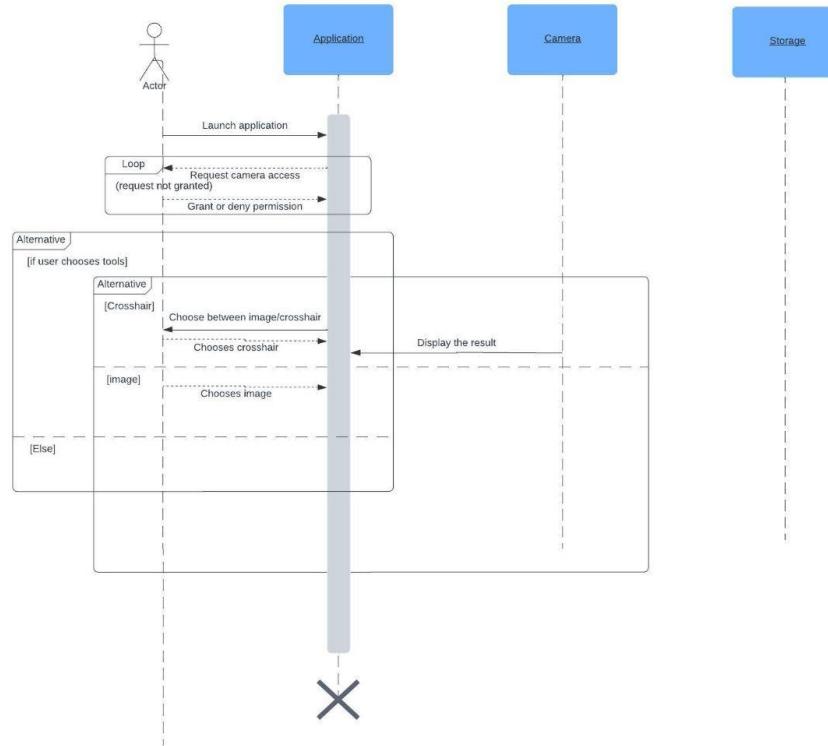 Application
Camera
Storage
Actor
Launch application
Loop
Request camera access
(request not granted)
Grant or deny permission
Alternative
[if user chooses tools]
Alternative
[Crosshair]
Choose between image/crosshair
Chooses crosshair
Display the result
[image]
Chooses image
[Else]